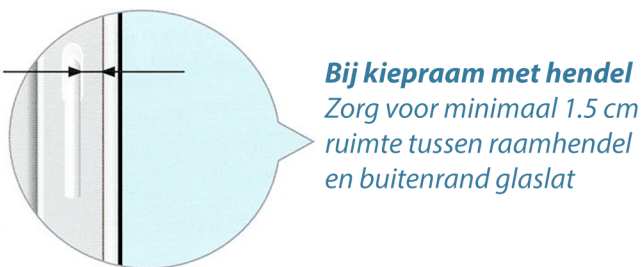 Bij kiepraam met hendel
Zorg voor minimaal 1.5 cm
ruimte tussen raamhendel
en buitenrand glaslat